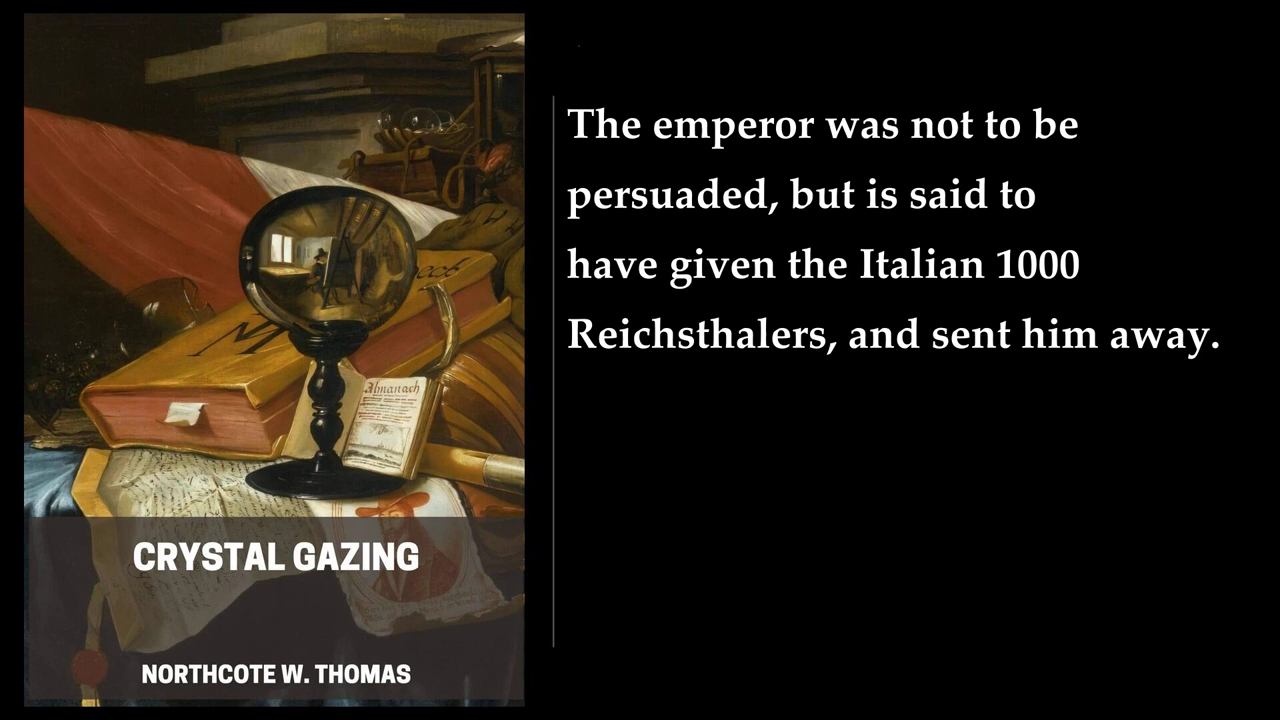 The emperor was not to be
persuaded, but is said to
have given the Italian 1000
Reichsthalers, and sent him away.
M
Almanach
CRYSTAL GAZING
NORTHCOTE W. THOMAS